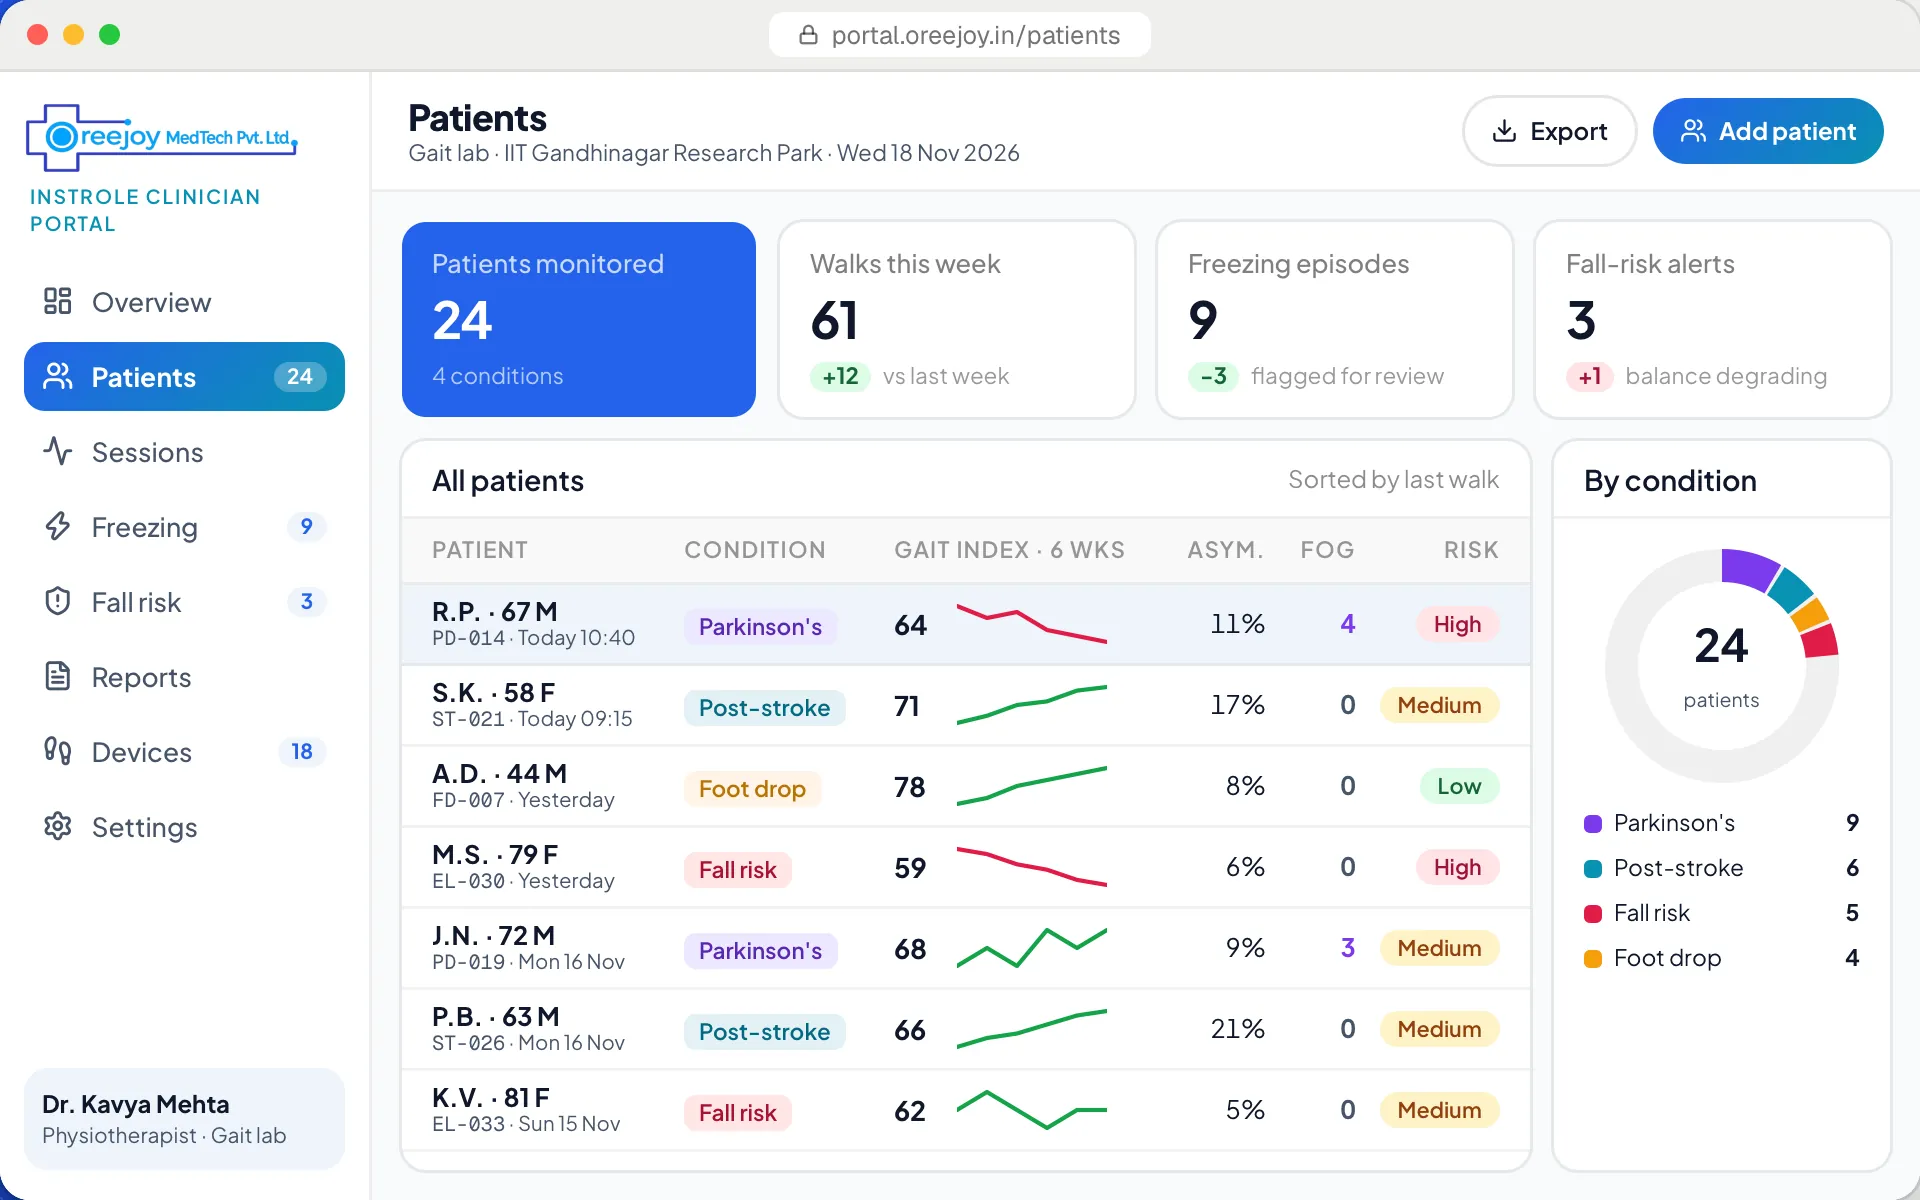 portal.oreejoy.in/patients
Oreejoy MedTech Pvt. Ltd.
INSTROLE CLINICIAN
PORTAL
Overview
Patients 24
Sessions
Freezing 9
Fall risk 3
Reports
Devices 18
Settings
Dr. Kavya Mehta
Physiotherapist · Gait lab
Patients
Gait lab · IIT Gandhinagar Research Park · Wed 18 Nov 2026
Export
Add patient
Patients monitored
24
4 conditions
Walks this week
61
+12 vs last week
Freezing episodes
9
-3 flagged for review
Fall-risk alerts
3
+1 balance degrading
All patients
Sorted by last walk
PATIENT CONDITION GAIT INDEX · 6 WKS ASYM. FOG RISK
R.P. · 67 M
PD-014 · Today 10:40
Parkinson's 64 11% 4 High
S.K. · 58 F
ST-021 · Today 09:15
Post-stroke 71 17% 0 Medium
A.D. · 44 M
FD-007 · Yesterday
Foot drop 78 8% 0 Low
M.S. · 79 F
EL-030 · Yesterday
Fall risk 59 6% 0 High
J.N. · 72 M
PD-019 · Mon 16 Nov
Parkinson's 68 9% 3 Medium
P.B. · 63 M
ST-026 · Mon 16 Nov
Post-stroke 66 21% 0 Medium
K.V. · 81 F
EL-033 · Sun 15 Nov
Fall risk 62 5% 0 Medium
By condition
24
patients
Parkinson's 9
Post-stroke 6
Fall risk 5
Foot drop 4